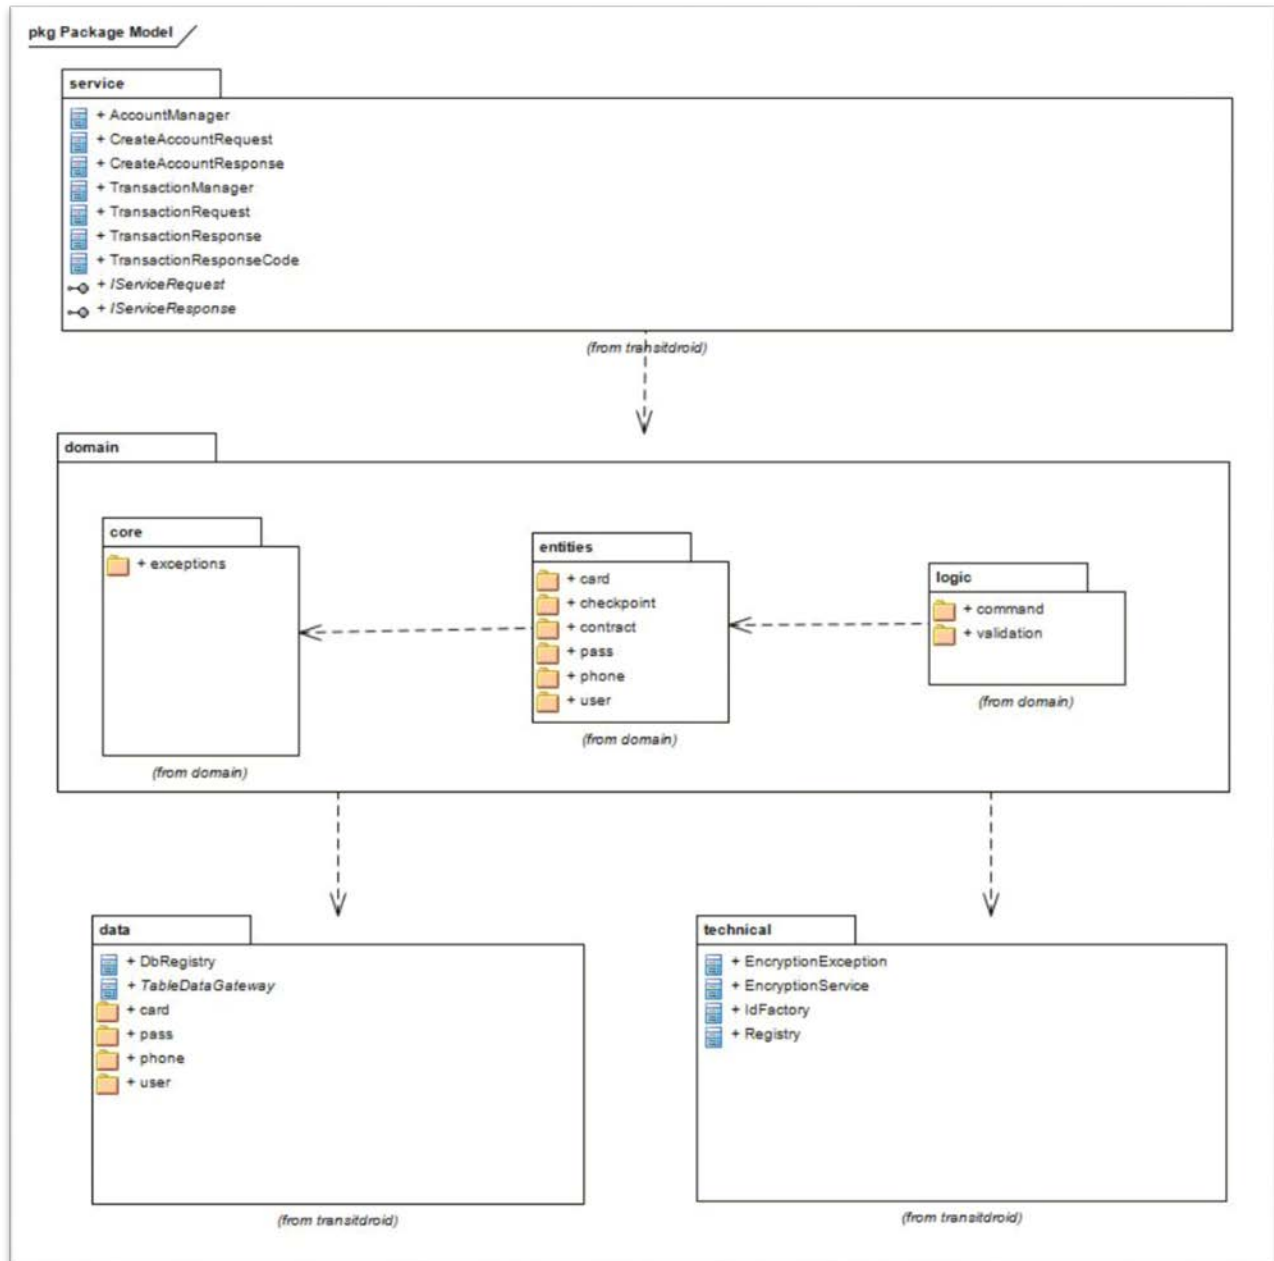 pkg Package Model
service
+ AccountManager
+ CreateAccountRequest
+ CreateAccountResponse
+ TransactionManager
+ TransactionRequest
+ TransactionResponse
+ TransactionResponseCode
+ IServiceRequest
+ IServiceResponse
(from transitdroid)
domain
core
+ exceptions
(from domain)
entities
+ card
+ checkpoint
+ contract
+ pass
+ phone
+ user
(from domain)
logic
+ command
+ validation
(from domain)
data
+ DbRegistry
+ TableDataGateway
+ card
+ pass
+ phone
+ user
(from transitdroid)
technical
+ EncryptionException
+ EncryptionService
+ IdFactory
+ Registry
(from transitdroid)